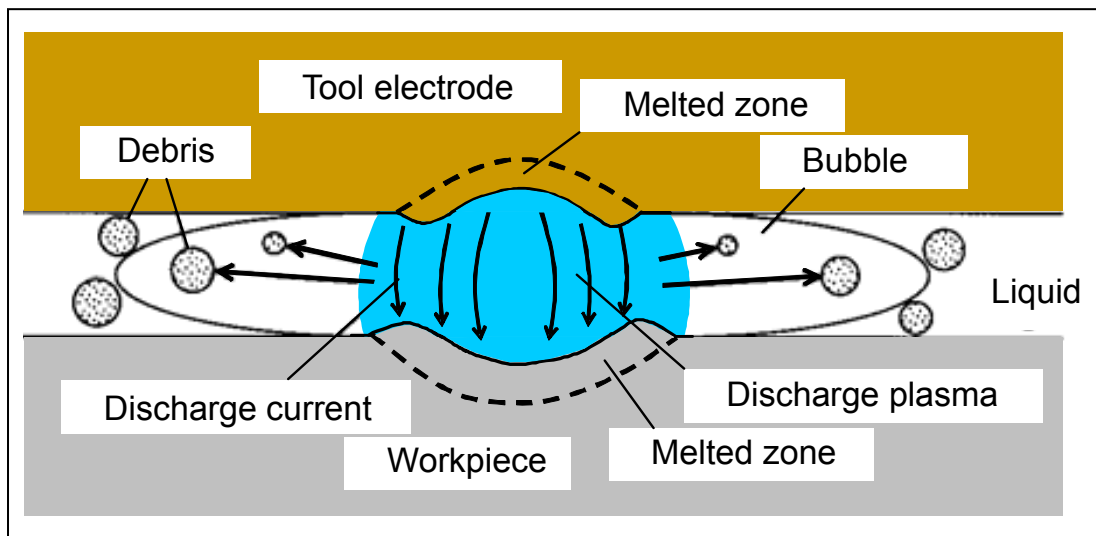 Tool electrode
Melted zone
Debris
Bubble
Liquid
Discharge current
Discharge plasma
Workpiece
Melted zone